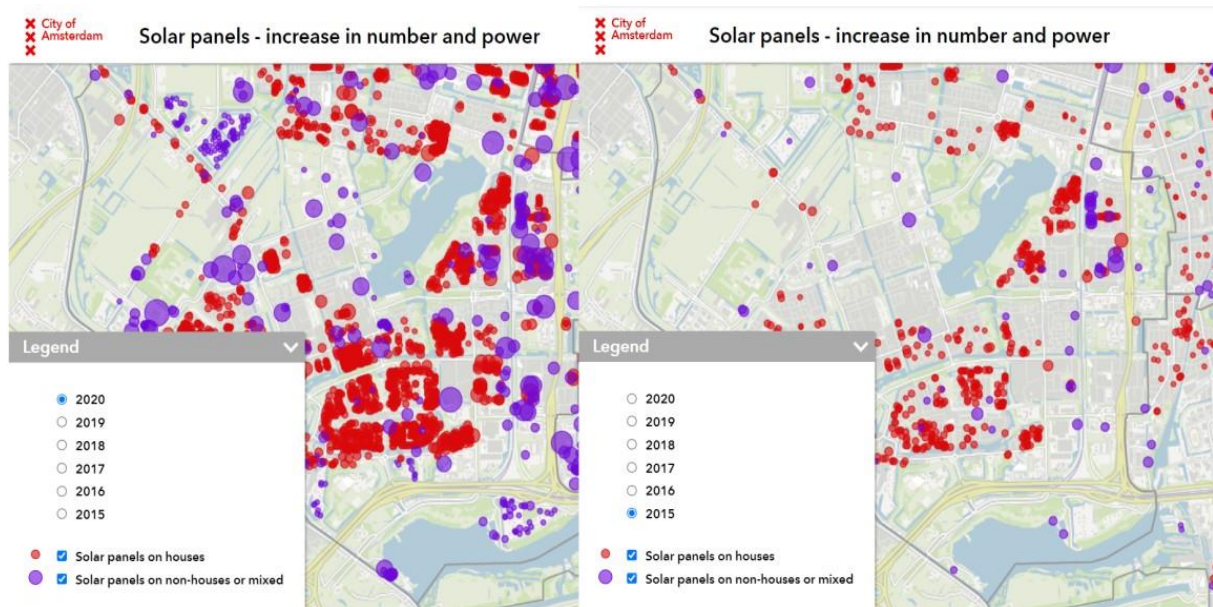 City of
Amsterdam
Solar panels - increase in number and power
Legend
2020
2019
2018
2017
2016
2015
Solar panels on houses
Solar panels on non-houses or mixed
City of
Amsterdam
Solar panels - increase in number and power
Legend
2020
2019
2018
2017
2016
2015
Solar panels on houses
Solar panels on non-houses or mixed